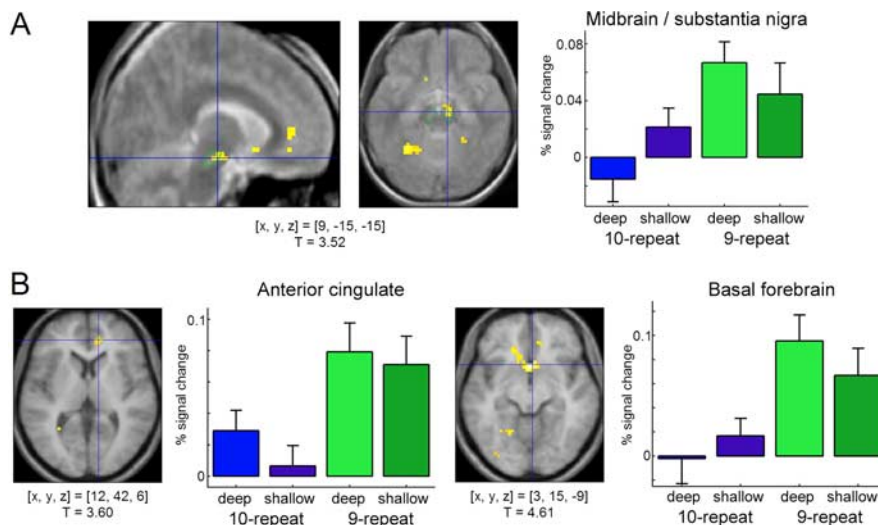 A
Midbrain / substantia nigra
% signal change
0.08
0.04
0
deep shallow deep shallow
10-repeat 9-repeat
[x, y, z] = [9, -15, -15]
T = 3.52
B
Anterior cingulate
% signal change
0.1
0
deep shallow deep shallow
10-repeat 9-repeat
[x, y, z] = [12, 42, 6]
T = 3.60
Basal forebrain
% signal change
0.1
0
deep shallow deep shallow
10-repeat 9-repeat
[x, y, z] = [3, 15, -9]
T = 4.61